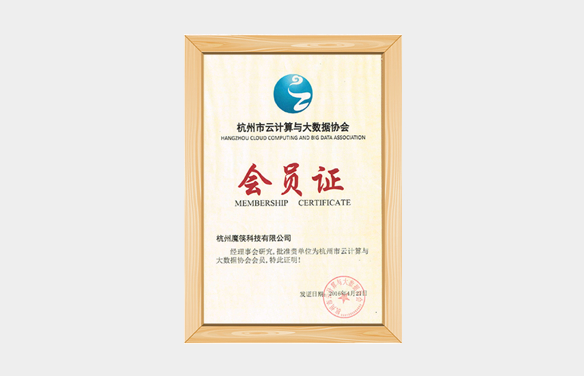 杭州市云计算与大数据协会
HANGZHOU CLOUD COMPUTING AND BIG DATA ASSOCIATION
会员证
MEMBERSHIP CERTIFICATE
杭州魔筷科技有限公司
经理事会研究,批准贵单位为杭州市云计算与
大数据协会会员,特此证明!
发证日期:2016年4月